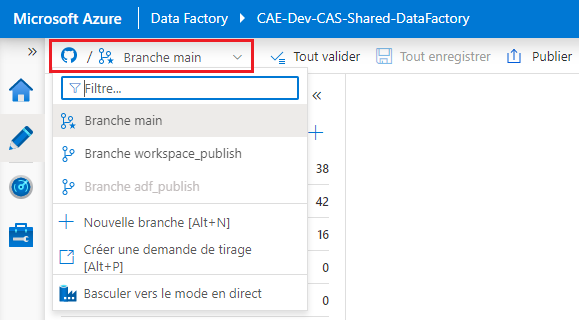 Microsoft Azure Data Factory > CAE-Dev-CAS-Shared-DataFactory
» / Branche main Tout valider Tout enregistrer Publier
Filtre...
«
Branche main
+
Branche workspace_publish
38
Branche adf_publish
42
Nouvelle branche [Alt+N]
16
Créer une demande de tirage
[Alt+P]
0
Basculer vers le mode en direct
0